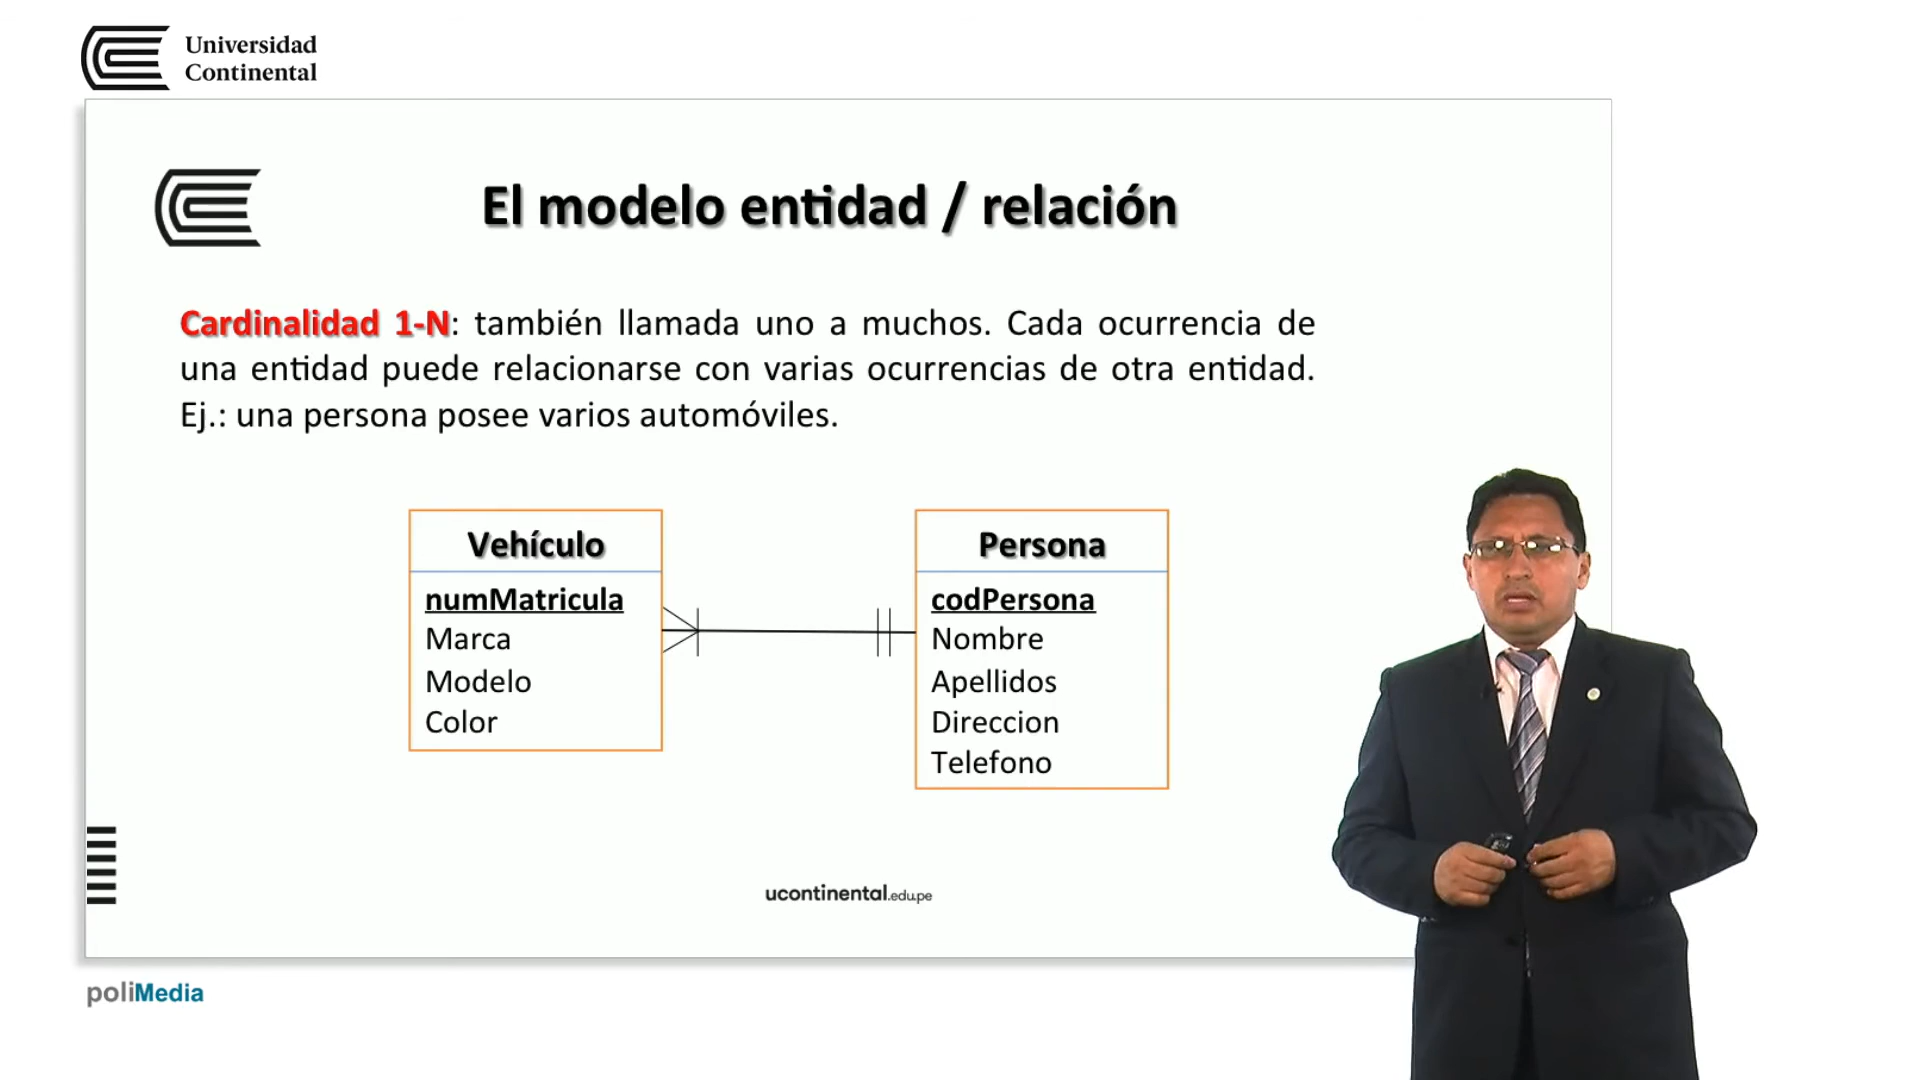 Universidad
Continental
El modelo entidad / relación
Cardinalidad 1-N: también llamada uno a muchos. Cada ocurrencia de
una entidad puede relacionarse con varias ocurrencias de otra entidad.
Ej.: una persona posee varios automóviles.
Vehículo
numMatricula
Marca
Modelo
Color
Persona
codPersona
Nombre
Apellidos
Direccion
Telefono
ucontinental.edu.pe
poliMedia